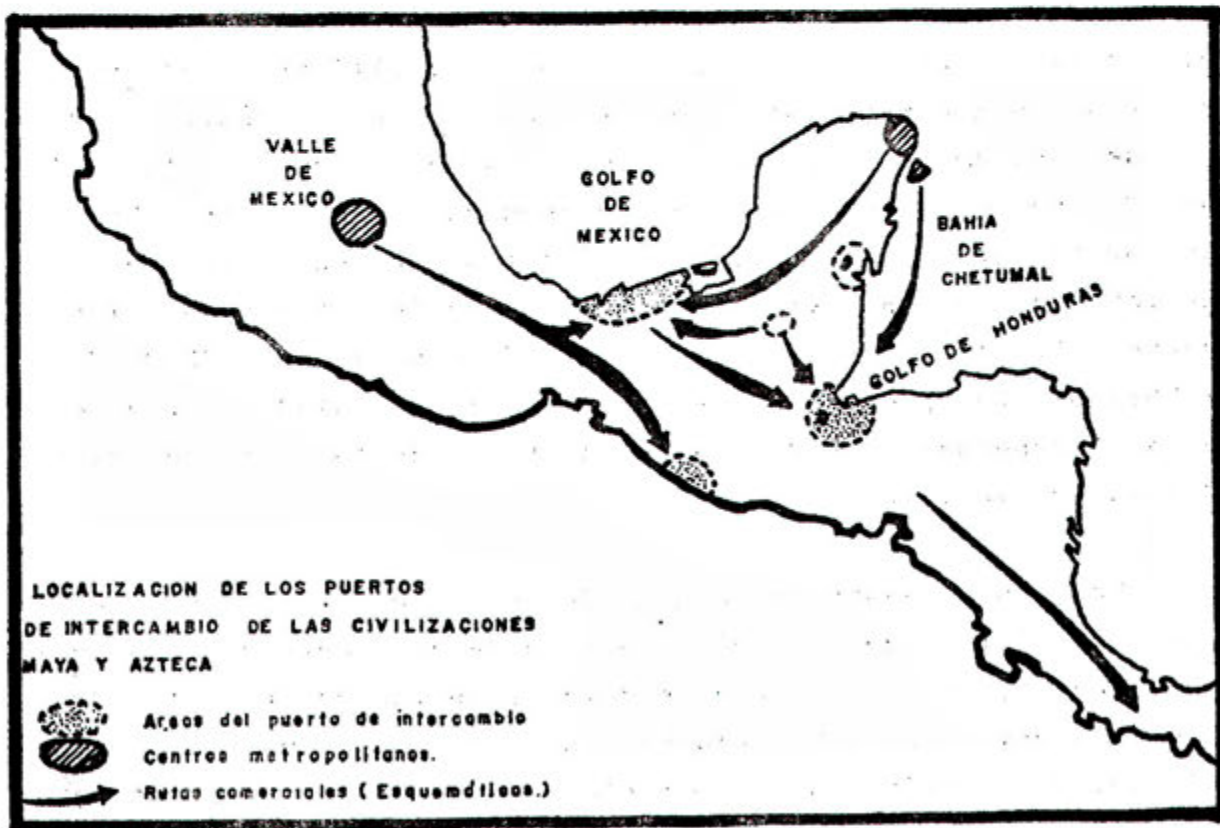 VALLE
DE
MEXICO
GOLFO
DE
MEXICO
BAHIA
DE
CHETUMAL
GOLFO DE HONDURAS
LOCALIZACION DE LOS PUERTOS
DE INTERCAMBIO DE LAS CIVILIZACIONES
MAYA Y AZTECA
Areas del puerto de intercambio
Centros metropolitanos.
Rutas comerciales (Esquemáticas.)